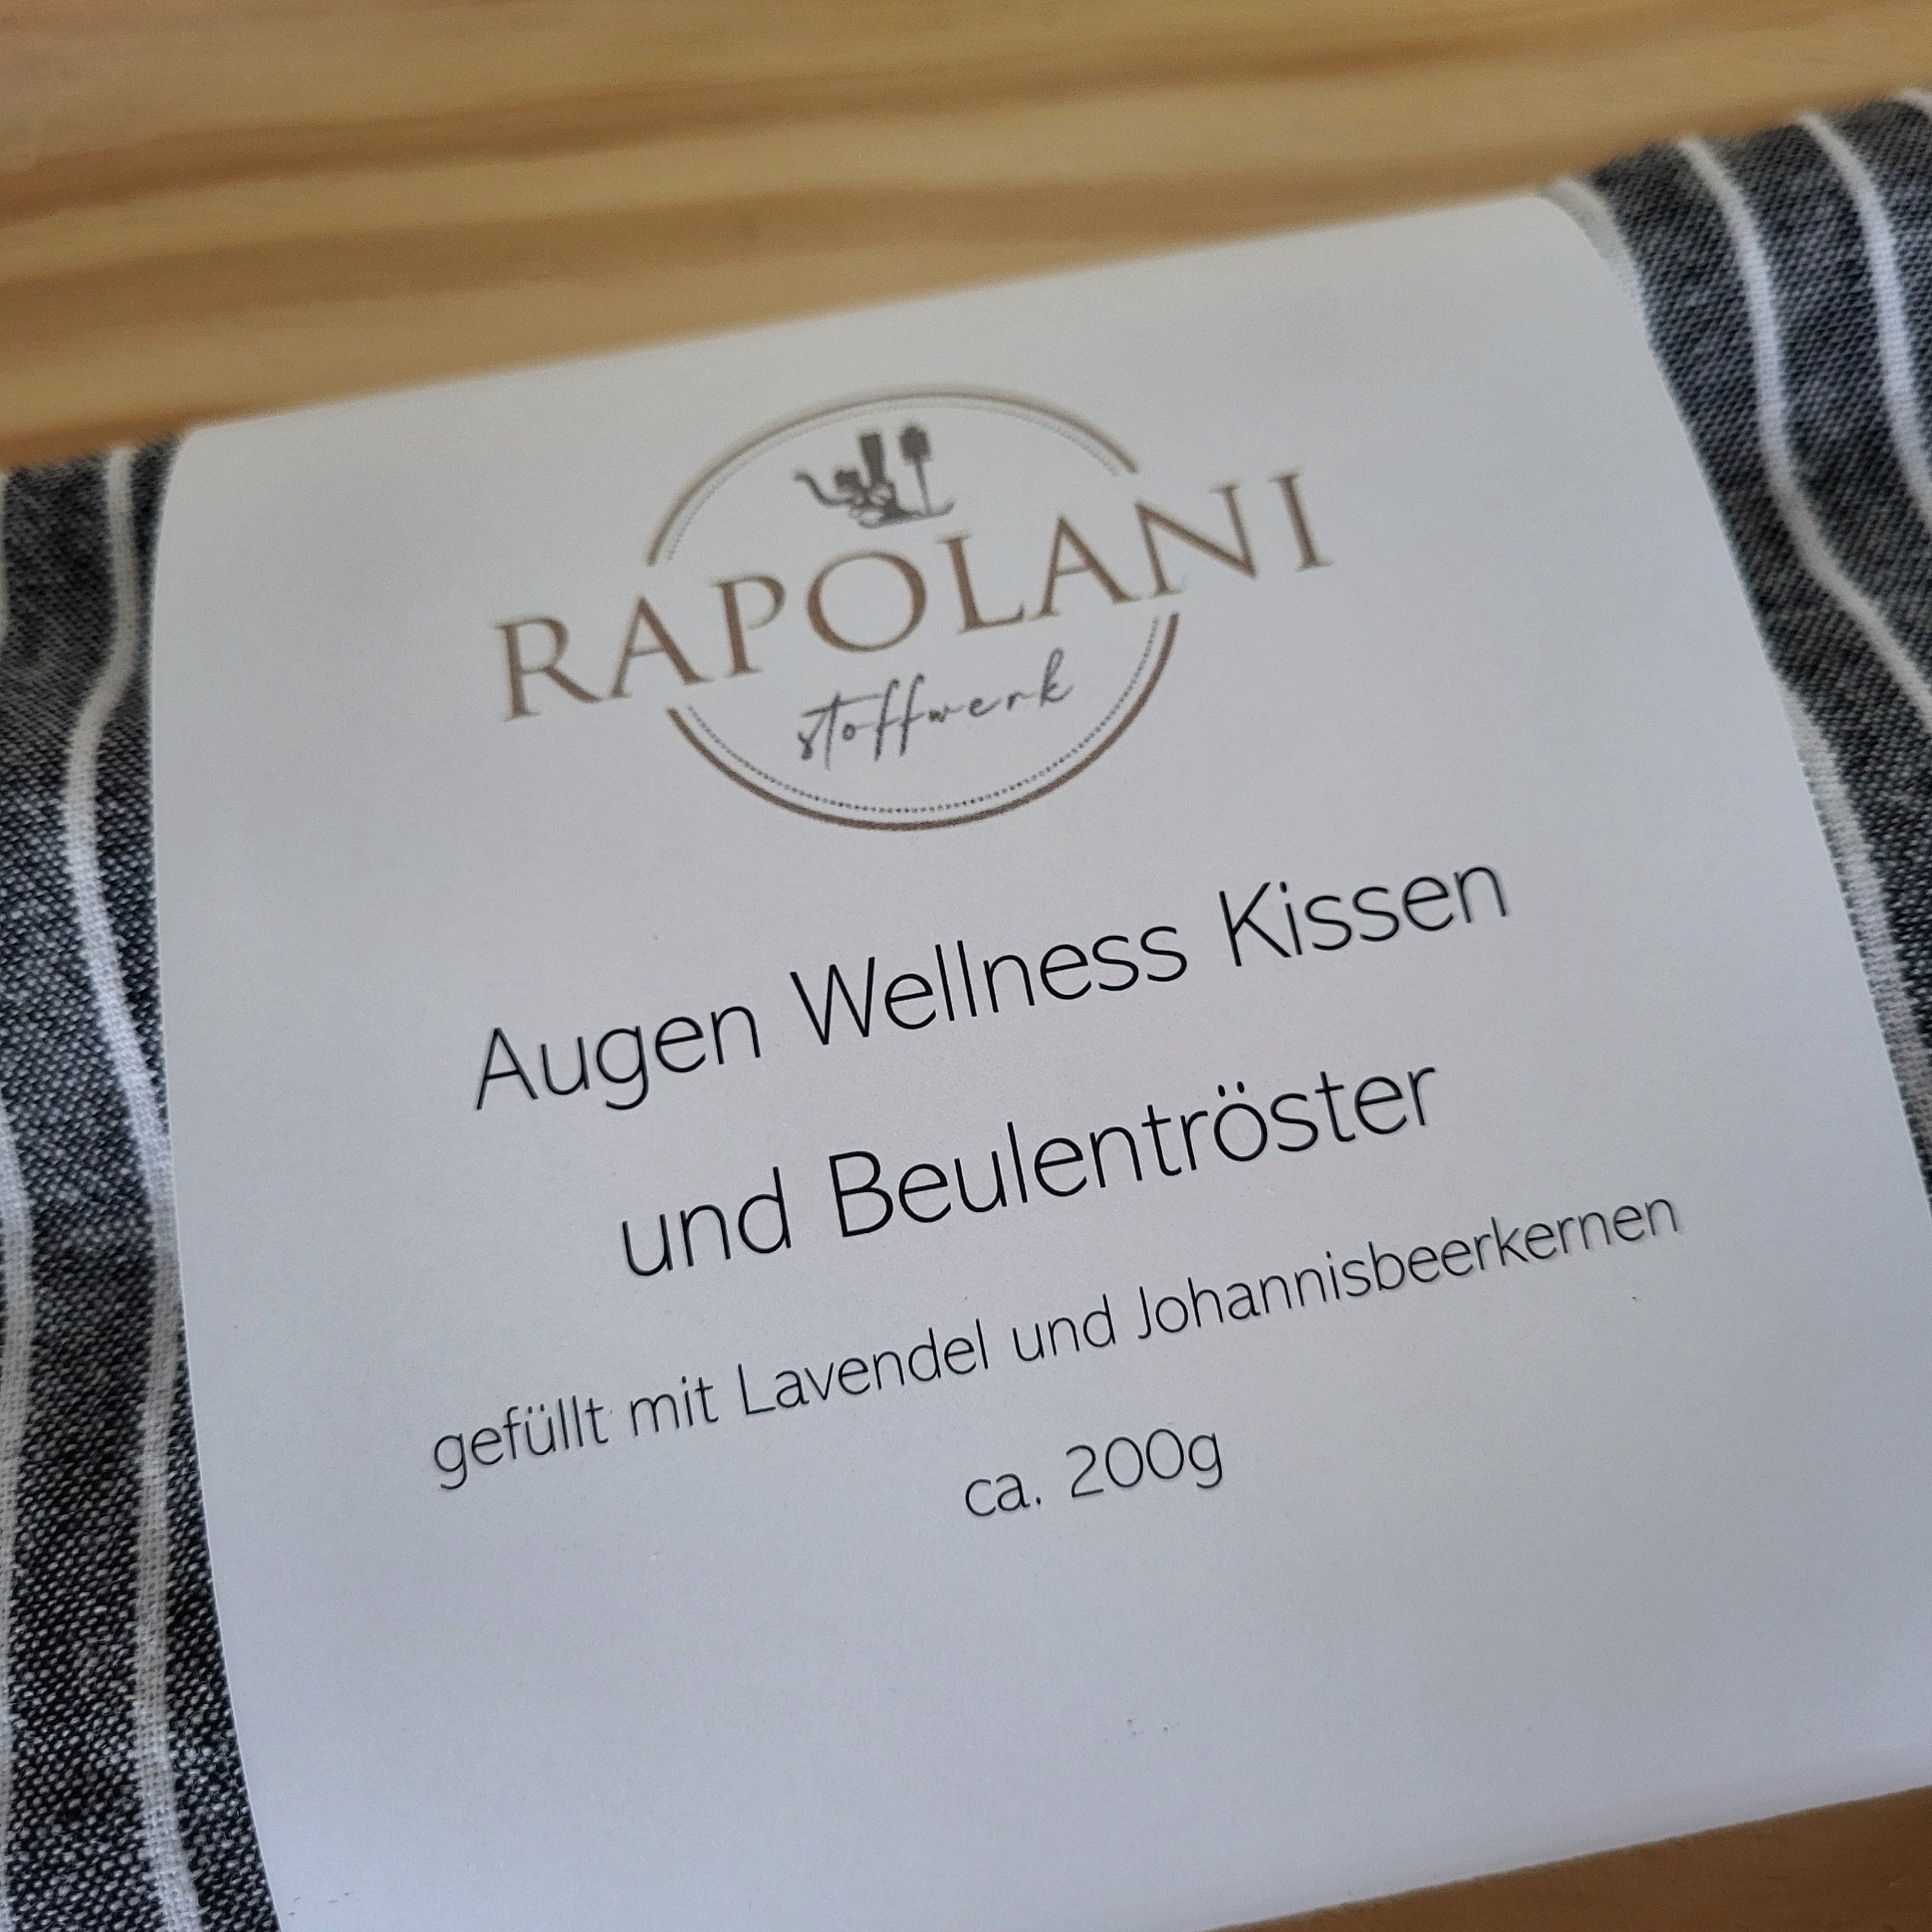 RAPOLANI
stoffwerk
Augen Wellness Kissen
und Beulentröster
gefüllt mit Lavendel und Johannisbeerkernen
ca. 200g